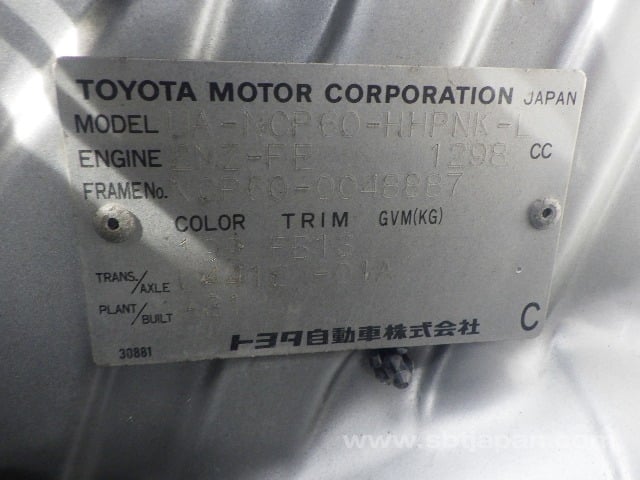 TOYOTA MOTOR CORPORATION JAPAN
MODEL UA-NCP60-HHPNK-L
ENGINE 2NZ-FE 1298 CC
FRAME No. NCP60-0048887
COLOR TRIM GVM(KG)
TRANS./AXLE -01A
PLANT/BUILT
トヨタ自動車株式会社
30881 C
www.sbtjapan.com